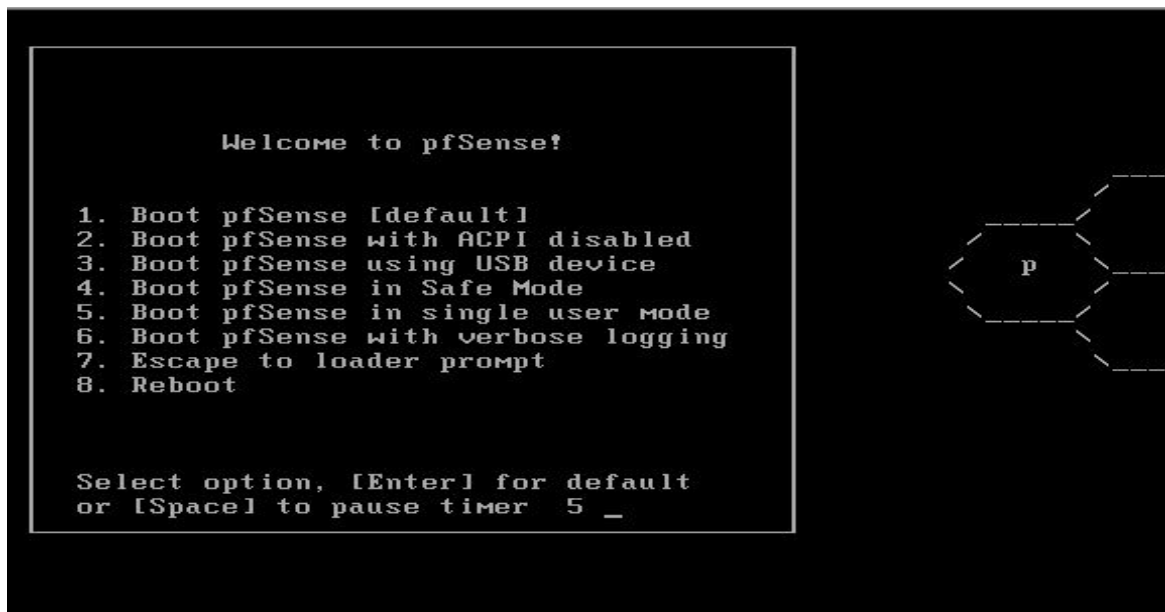 Welcome to pfSense!
1. Boot pfSense [default]
2. Boot pfSense with ACPI disabled
3. Boot pfSense using USB device
4. Boot pfSense in Safe Mode
5. Boot pfSense in single user mode
6. Boot pfSense with verbose logging
7. Escape to loader prompt
8. Reboot
p
Select option, [Enter] for default
or [Space] to pause timer 5 _